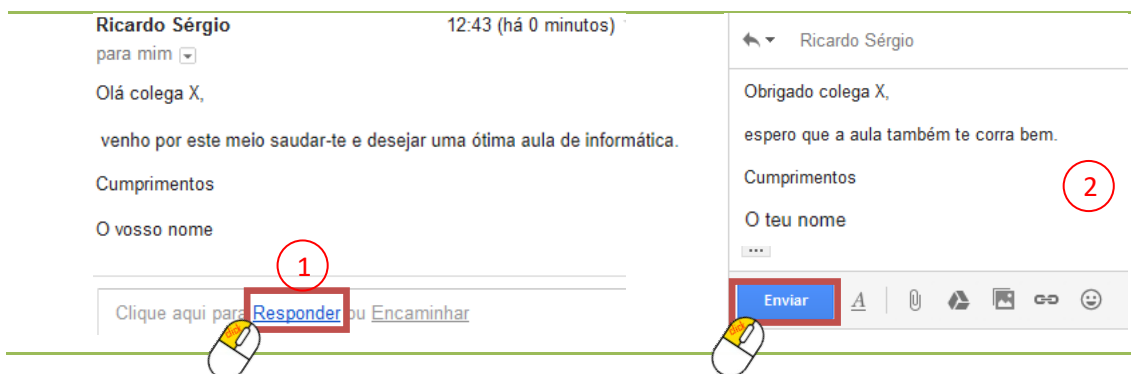 Ricardo Sérgio 12:43 (há 0 minutos)
para mim
Olá colega X,
venho por este meio saudar-te e desejar uma ótima aula de informática.
Cumprimentos
O vosso nome
1
Clique aqui para Responder ou Encaminhar
click
Ricardo Sérgio
Obrigado colega X,
espero que a aula também te corra bem.
Cumprimentos
2
O teu nome
...
Enviar A
click